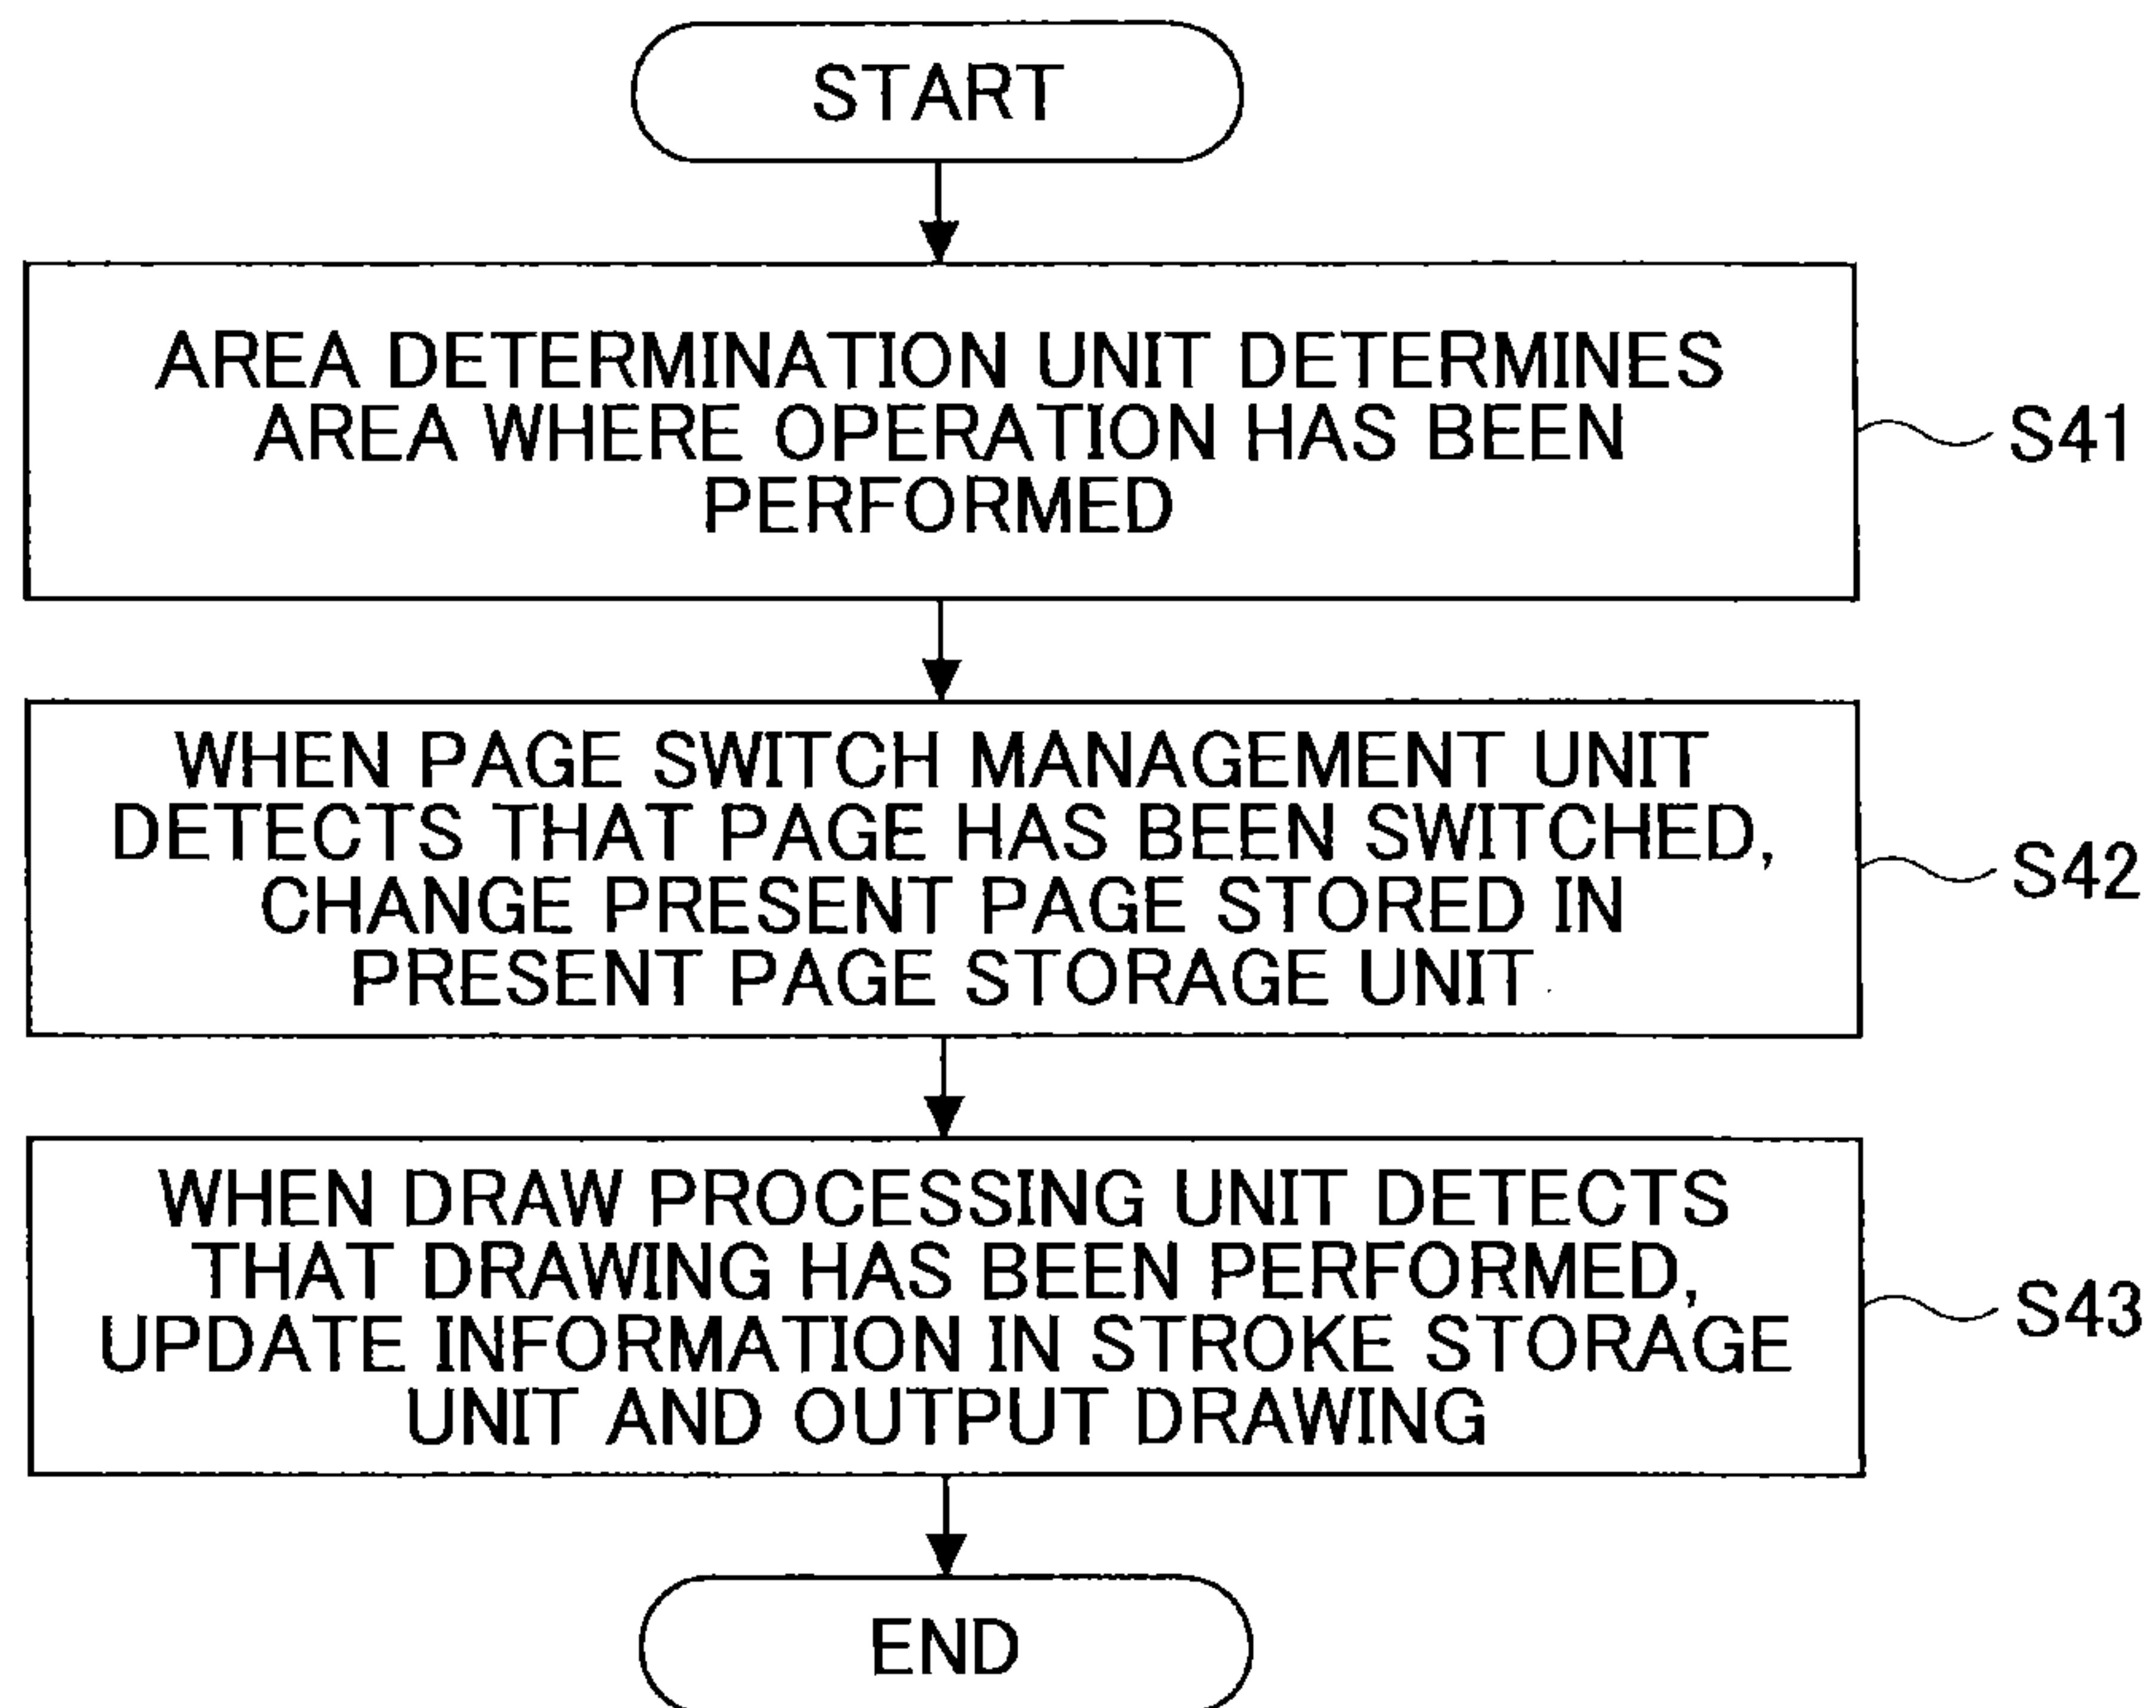 START
AREA DETERMINATION UNIT DETERMINES
AREA WHERE OPERATION HAS BEEN
PERFORMED
S41
WHEN PAGE SWITCH MANAGEMENT UNIT
DETECTS THAT PAGE HAS BEEN SWITCHED,
CHANGE PRESENT PAGE STORED IN
PRESENT PAGE STORAGE UNIT
S42
WHEN DRAW PROCESSING UNIT DETECTS
THAT DRAWING HAS BEEN PERFORMED,
UPDATE INFORMATION IN STROKE STORAGE
UNIT AND OUTPUT DRAWING
S43
END